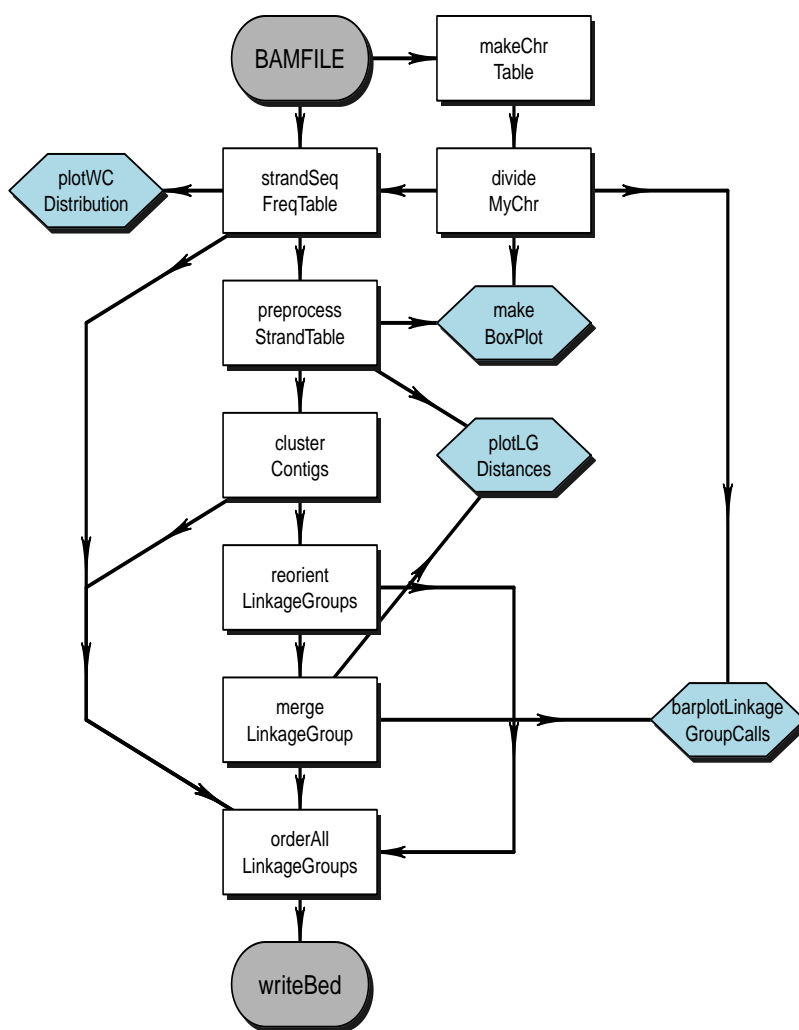 BAMFILE
makeChr
Table
plotWC
Distribution
strandSeq
FreqTable
divide
MyChr
preprocess
StrandTable
make
BoxPlot
cluster
Contigs
plotLG
Distances
reorient
LinkageGroups
merge
LinkageGroup
barplotLinkage
GroupCalls
orderAll
LinkageGroups
writeBed